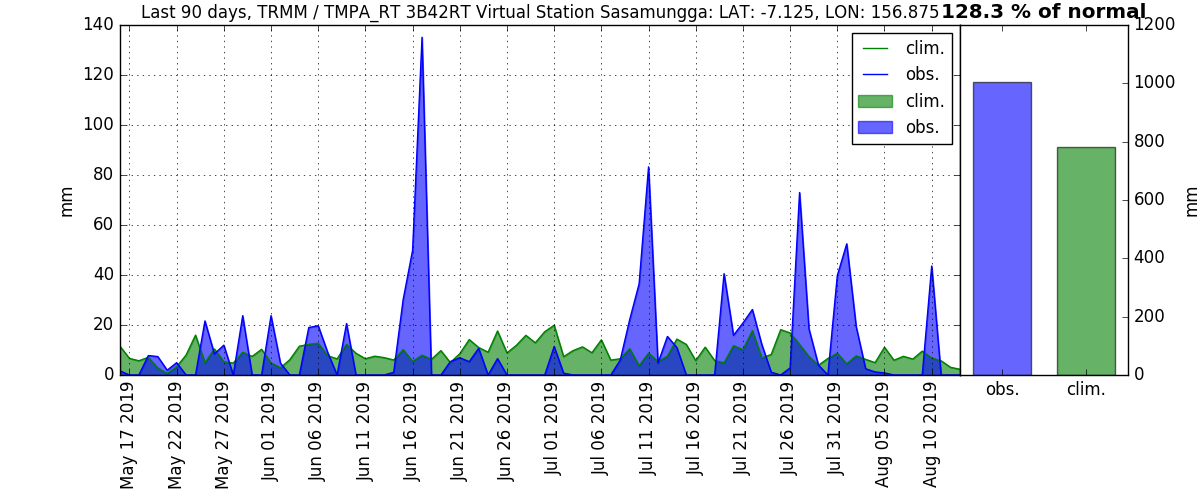 Last 90 days, TRMM / TMPA_RT 3B42RT Virtual Station Sasamungga: LAT: -7.125, LON: 156.875
128.3 % of normal
140
120
100
80
60
40
20
0
mm
clim.
obs.
clim.
obs.
May 17 2019
May 22 2019
May 27 2019
Jun 01 2019
Jun 06 2019
Jun 11 2019
Jun 16 2019
Jun 21 2019
Jun 26 2019
Jul 01 2019
Jul 06 2019
Jul 11 2019
Jul 16 2019
Jul 21 2019
Jul 26 2019
Jul 31 2019
Aug 05 2019
Aug 10 2019
1200
1000
800
600
400
200
0
mm
obs.
clim.